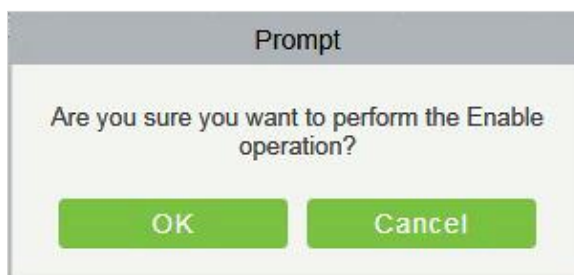 Prompt
Are you sure you want to perform the Enable
operation?
OK
Cancel